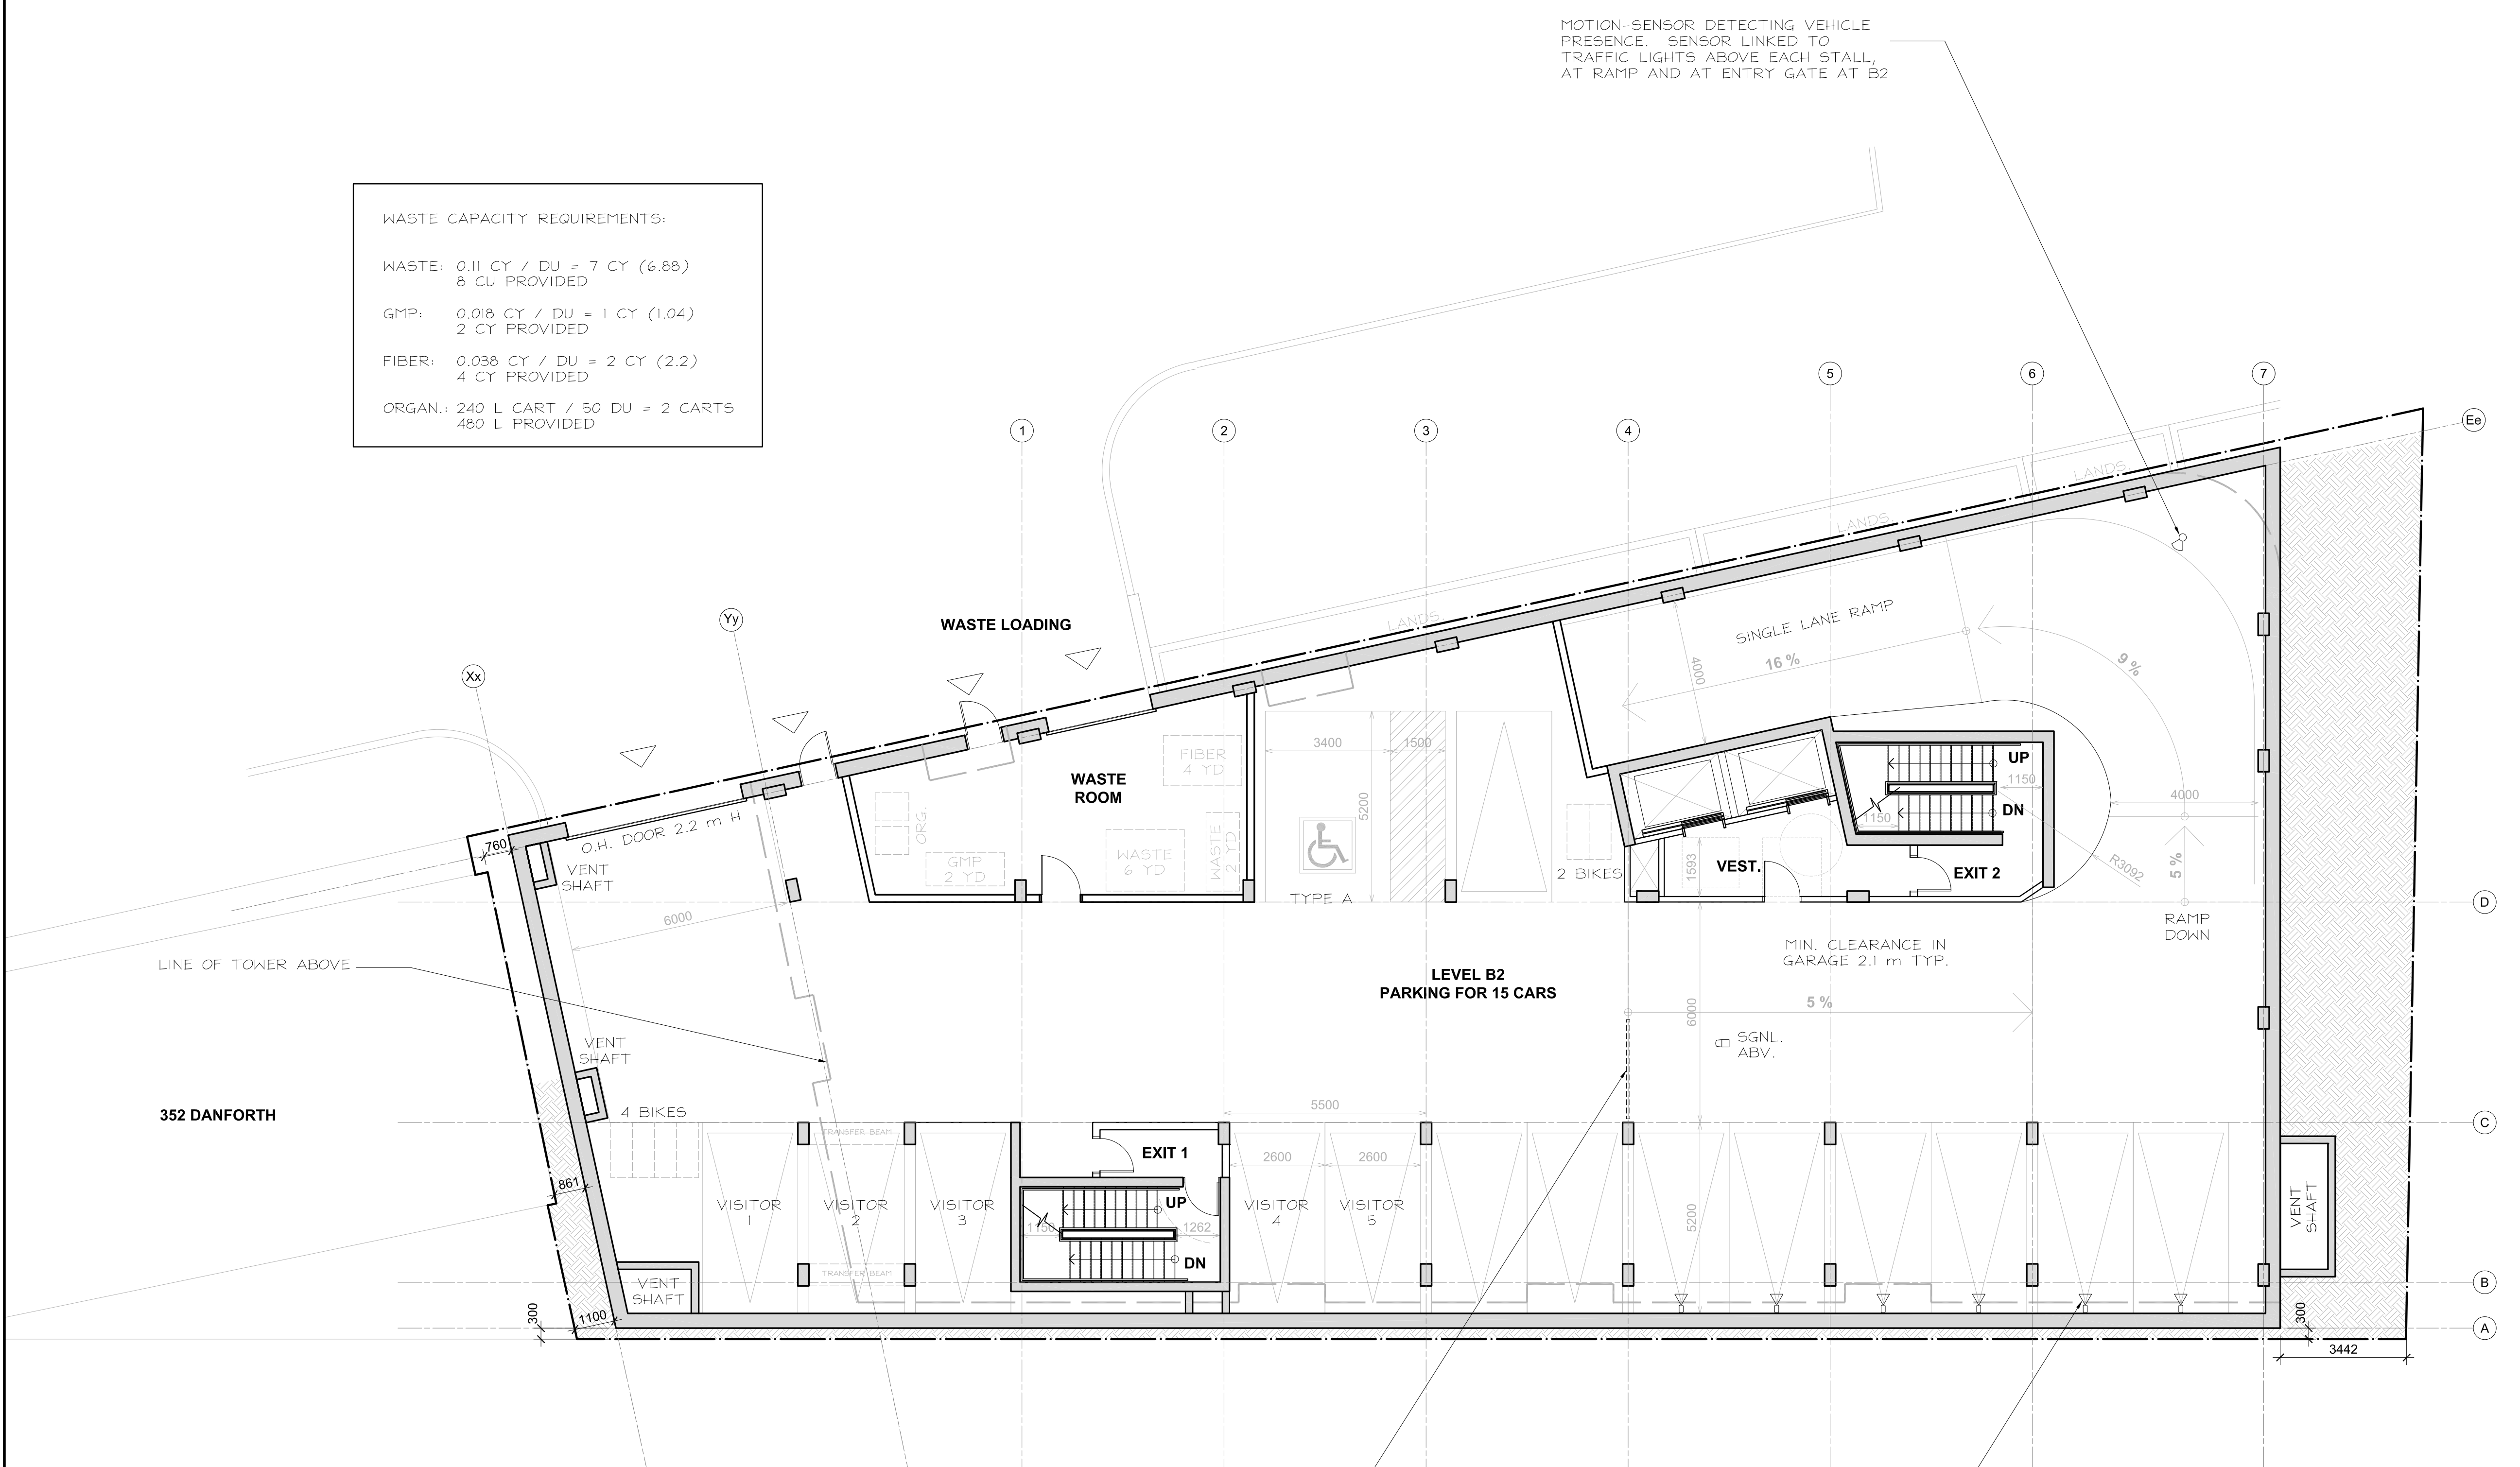 MOTION-SENSOR DETECTING VEHICLE
PRESENCE. SENSOR LINKED TO
TRAFFIC LIGHTS ABOVE EACH STALL,
AT RAMP AND AT ENTRY GATE AT B2
WASTE CAPACITY REQUIREMENTS:
WASTE: 0.11 CY / DU = 7 CY (6.88)
8 CU PROVIDED
GMP: 0.018 CY / DU = 1 CY (1.04)
2 CY PROVIDED
FIBER: 0.038 CY / DU = 2 CY (2.2)
4 CY PROVIDED
ORGAN.: 240 L CART / 50 DU = 2 CARTS
480 L PROVIDED
1
2
3
4
5
6
7
Ee
Xx
Yy
WASTE LOADING
LANDS.
LANDS.
LANDS.
SINGLE LANE RAMP
16 %
4000
9 %
FIBER
4 YD
WASTE
ROOM
ORG.
GMP
2 YD
WASTE
6 YD
WASTE
2 YD
3400
1500
5200
TYPE A
2 BIKES
UP
1150
DN
1150
4000
R3092
5 %
RAMP
DOWN
1593
VEST.
EXIT 2
D
O.H. DOOR 2.2 m H
760
VENT
SHAFT
6000
LINE OF TOWER ABOVE
MIN. CLEARANCE IN
GARAGE 2.1 m TYP.
LEVEL B2
PARKING FOR 15 CARS
5 %
6000
SGNL.
ABV.
VENT
SHAFT
352 DANFORTH
4 BIKES
5500
C
TRANSFER BEAM
EXIT 1
2600
2600
861
VISITOR
1
VISITOR
2
VISITOR
3
UP
1150
1262
DN
VISITOR
4
VISITOR
5
5200
VENT
SHAFT
TRANSFER BEAM
VENT
SHAFT
B
300
1100
300
A
3442